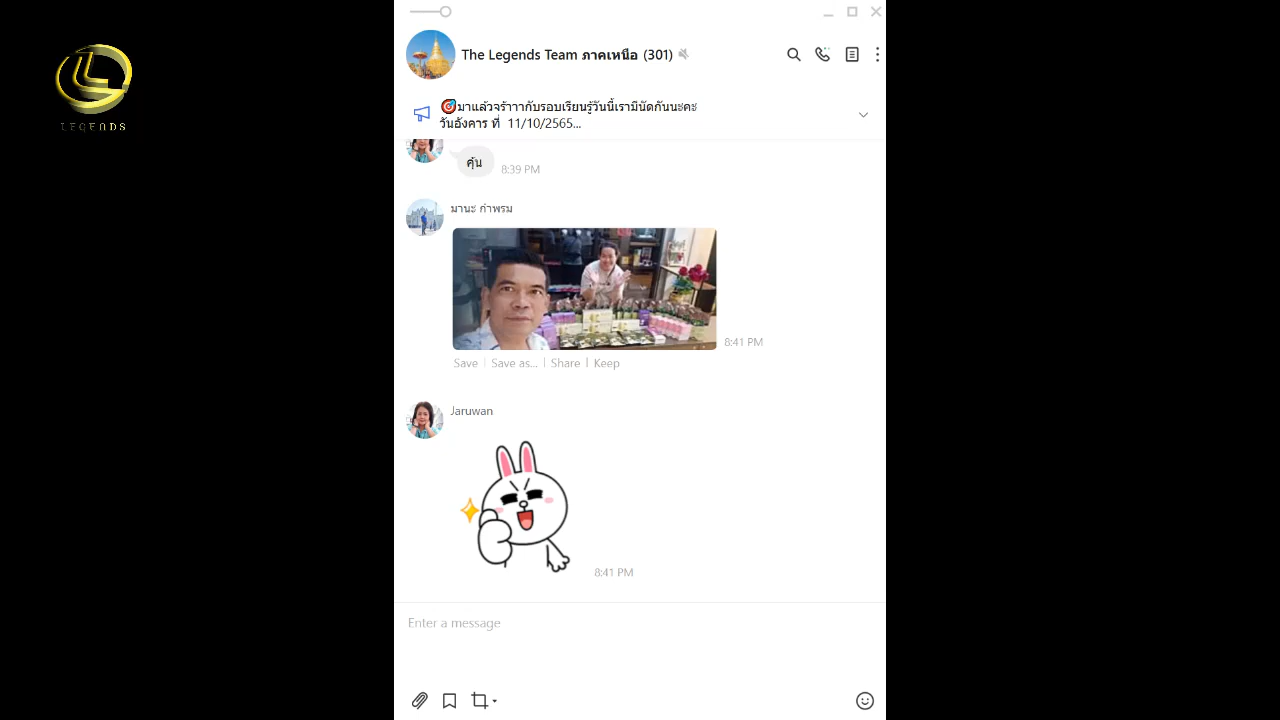 LEGENDS
The Legends Team ภาคเหนือ (301)
🎯มาแล้วจร้าาากับรอบเรียนรู้วันนี้เรามีนัดกันนะคะ
วันอังคาร ที่ 11/10/2565...
คุ้น
8:39 PM
มานะ ก๋าพรม
8:41 PM
Save | Save as... | Share | Keep
Jaruwan
8:41 PM
Enter a message